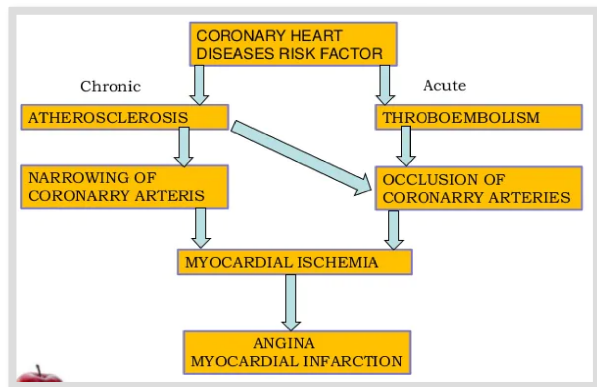 CORONARY HEART
DISEASES RISK FACTOR
Chronic
Acute
ATHEROSCLEROSIS
THROBOEMBOLISM
NARROWING OF
CORONARRY ARTERIS
OCCLUSION OF
CORONARRY ARTERIES
MYOCARDIAL ISCHEMIA
ANGINA
MYOCARDIAL INFARCTION